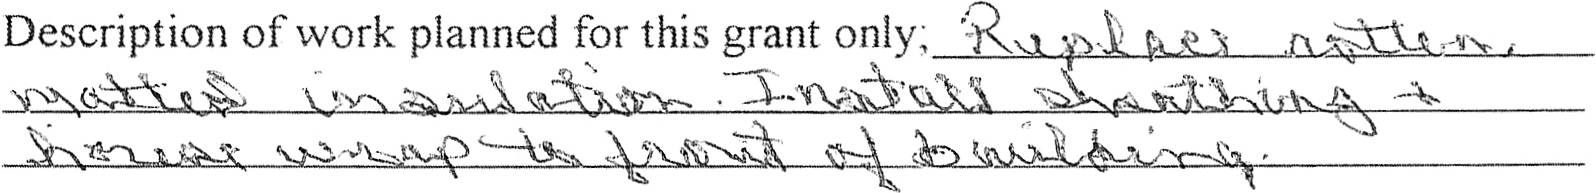 Description of work planned for this grant only; Replace rotten,
matted insulation. Install sheathing +
house wrap to front of building.